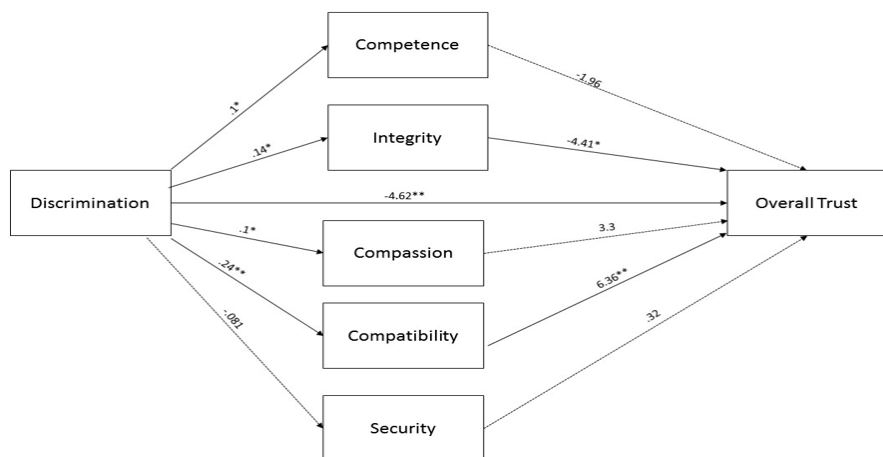 Competence
.1*
-1.96
Integrity
.14*
-4.41*
Discrimination
-4.62**
Overall Trust
.1*
Compassion
3.3
.24**
Compatibility
6.36**
-.081
.32
Security